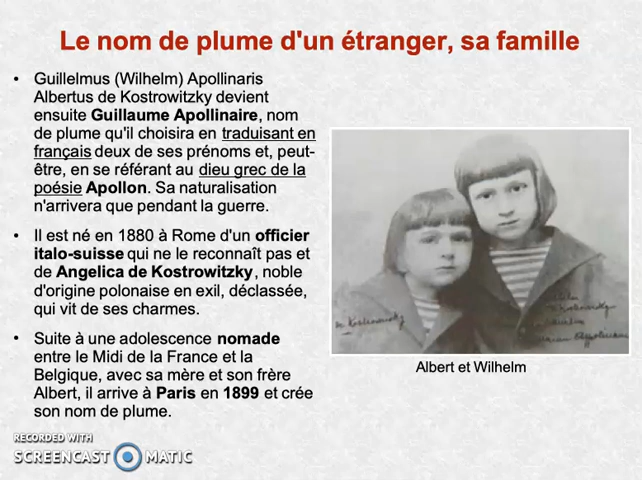 Le nom de plume d'un étranger, sa famille
• Guillelmus (Wilhelm) Apollinaris
Albertus de Kostrowitzky devient
ensuite Guillaume Apollinaire, nom
de plume qu'il choisira en traduisant en
français deux de ses prénoms et, peut-
être, en se référant au dieu grec de la
poésie Apollon. Sa naturalisation
n'arrivera que pendant la guerre.
• Il est né en 1880 à Rome d'un officier
italo-suisse qui ne le reconnaît pas et
de Angelica de Kostrowitzky, noble
d'origine polonaise en exil, déclassée,
qui vit de ses charmes.
• Suite à une adolescence nomade
entre le Midi de la France et la
Belgique, avec sa mère et son frère
Albert, il arrive à Paris en 1899 et crée
son nom de plume.
Albert et Wilhelm
RECORDED WITH
SCREENCAST MATIC